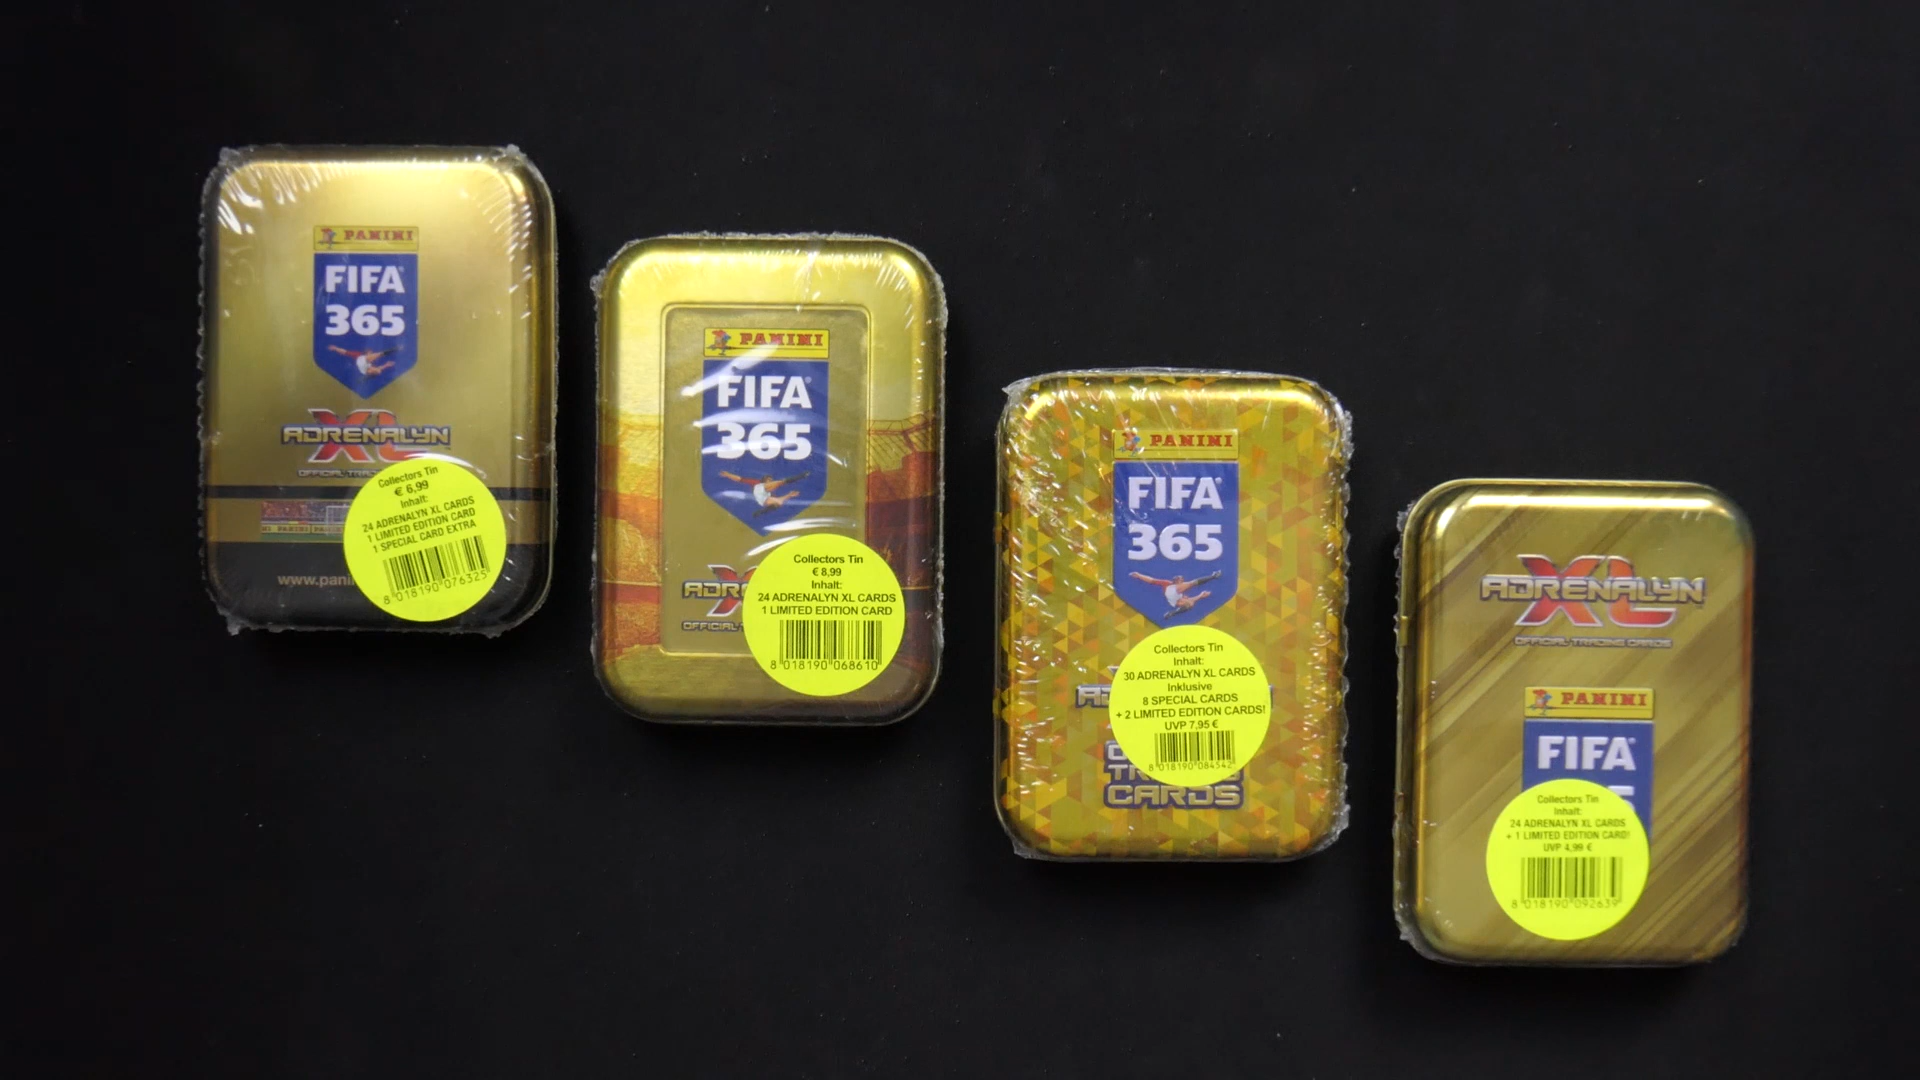 PANINI
FIFA
365
ADRENALYN
XL
Collectors Tin
€ 6,99
Inhalt:
24 ADRENALYN XL CARDS
1 LIMITED EDITION CARD
1 SPECIAL CARD EXTRA
8 018190 076325
www.pani
PANINI
FIFA
365
OFFICIAL
Collectors Tin
€ 8,99
Inhalt:
24 ADRENALYN XL CARDS
1 LIMITED EDITION CARD
8 018190 068610
PANINI
FIFA
365
Collectors Tin
Inhalt:
30 ADRENALYN XL CARDS
Inklusive
8 SPECIAL CARDS
+ 2 LIMITED EDITION CARDS!
UVP 7,95 €
8 018190 084542
CARDS
ADRENALYN
XL
OFFICIAL TRADING CARDS
PANINI
FIFA
Collectors Tin
Inhalt:
24 ADRENALYN XL CARDS
+ 1 LIMITED EDITION CARD!
UVP 4,99 €
8 018190 092639